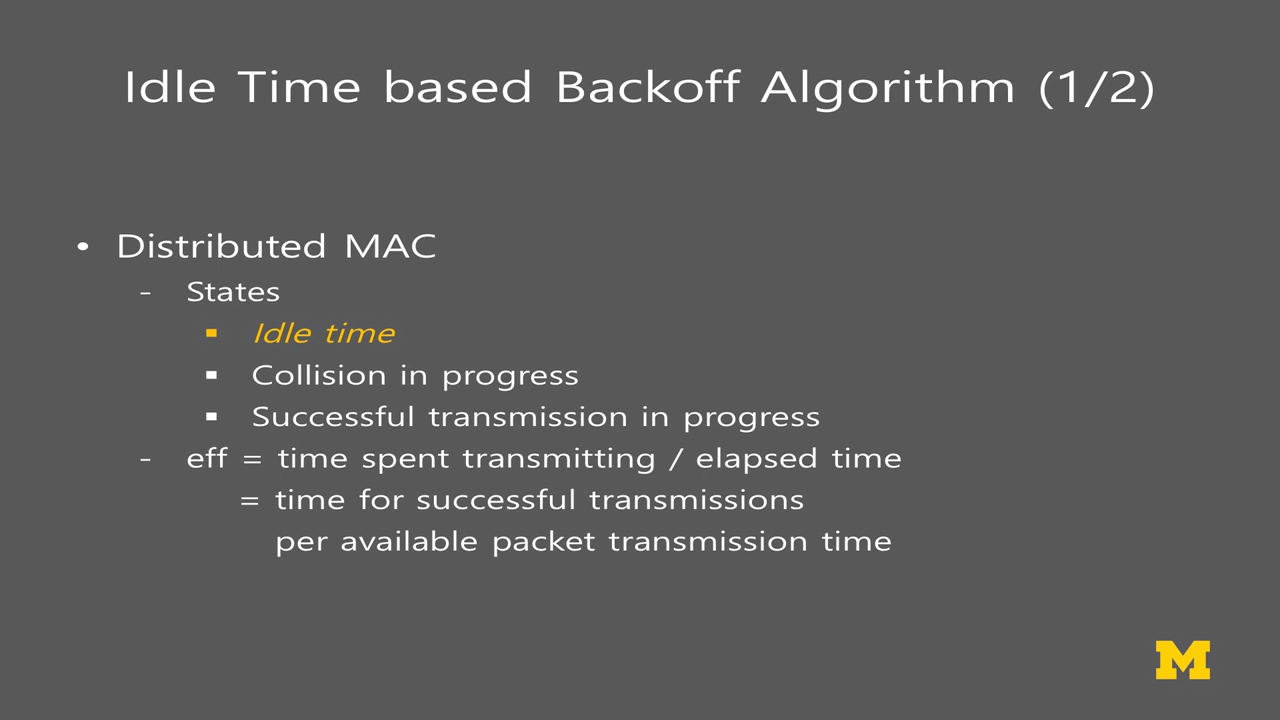 Idle Time based Backoff Algorithm (1/2)
• Distributed MAC
- States
▪ Idle time
▪ Collision in progress
▪ Successful transmission in progress
- eff = time spent transmitting / elapsed time
= time for successful transmissions
per available packet transmission time
M